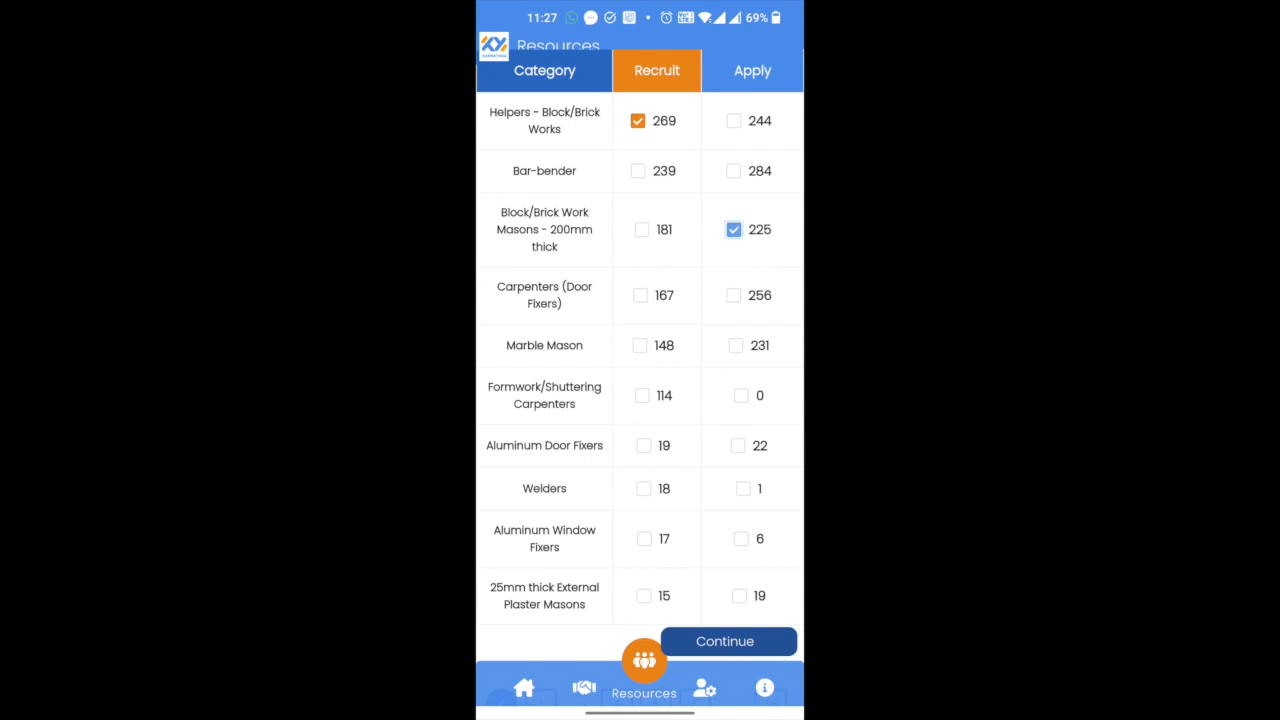 11:27 69%
Resources
Category Recruit Apply
Helpers - Block/Brick
Works
269 244
Bar-bender 239 284
Block/Brick Work
Masons - 200mm
thick
181 225
Carpenters (Door
Fixers)
167 256
Marble Mason 148 231
Formwork/Shuttering
Carpenters
114 0
Aluminum Door Fixers 19 22
Welders 18 1
Aluminum Window
Fixers
17 6
25mm thick External
Plaster Masons
15 19
Continue
Resources